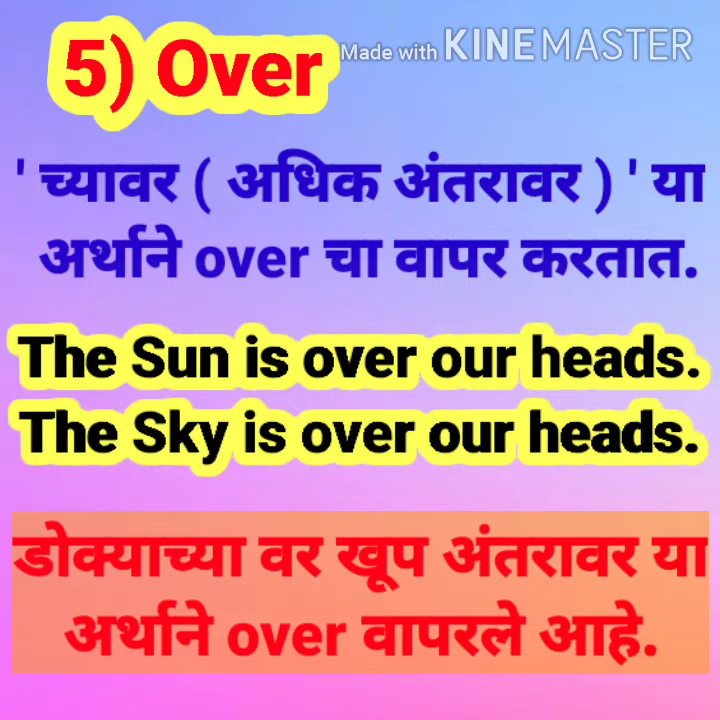 5) Over
Made with KINEMASTER
' च्यावर ( अधिक अंतरावर ) ' या
अर्थाने over चा वापर करतात.
The Sun is over our heads.
The Sky is over our heads.
डोक्याच्या वर खूप अंतरावर या
अर्थाने over वापरले आहे.